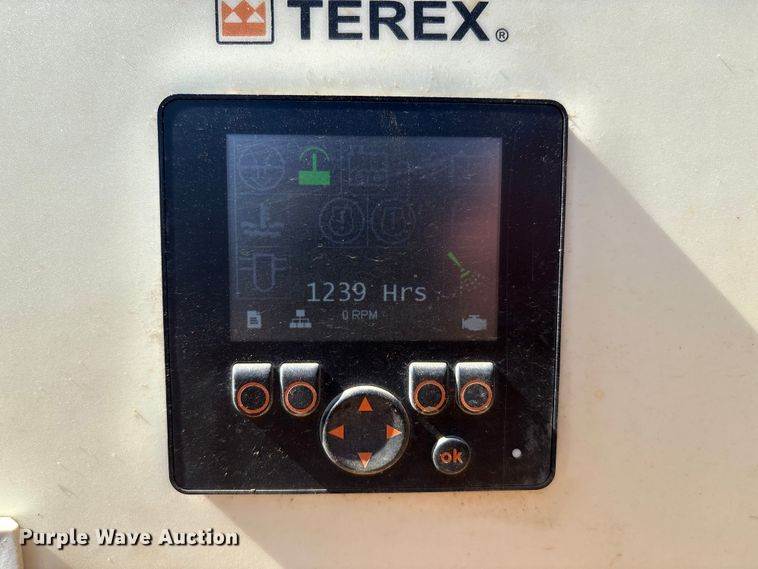 TEREX®
1239 Hrs
0 RPM
ok
Purple Wave Auction®